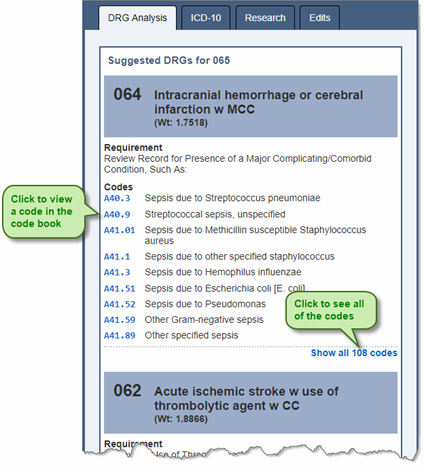 DRG Analysis
ICD-10
Research
Edits
Suggested DRGs for 065
064 Intracranial hemorrhage or cerebral
infarction w MCC
(Wt: 1.7518)
Requirement
Review Record for Presence of a Major Complicating/Comorbid
Condition, Such As:
Codes
Click to view
a code in the
code book
A40.3 Sepsis due to Streptococcus pneumoniae
A40.9 Streptococcal sepsis, unspecified
A41.01 Sepsis due to Methicillin susceptible Staphylococcus
aureus
A41.1 Sepsis due to other specified staphylococcus
A41.3 Sepsis due to Hemophilus influenzae
A41.51 Sepsis due to Escherichia coli [E. coli]
A41.52 Sepsis due to Pseudomonas
A41.59 Other Gram-negative sepsis
A41.89 Other specified sepsis
Click to see all
of the codes
Show all 108 codes
062 Acute ischemic stroke w use of
thrombolytic agent w CC
(Wt: 1.8866)
Requirement